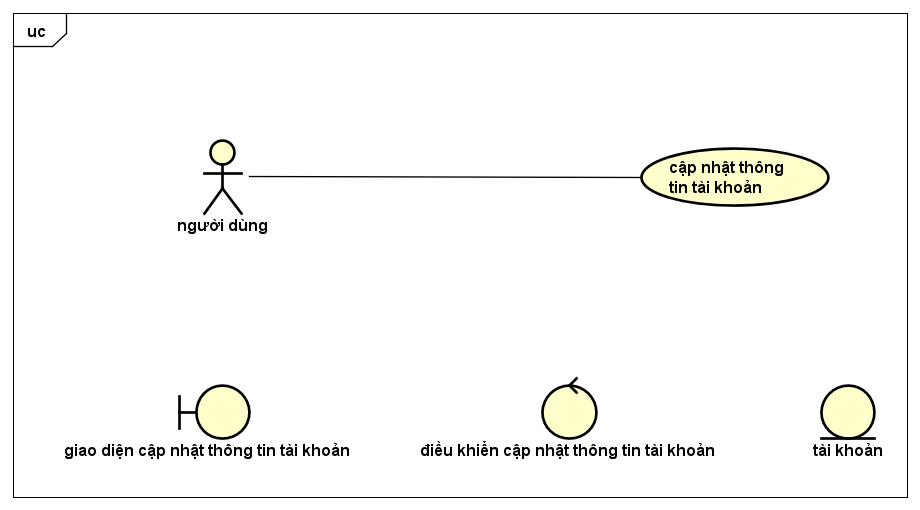 uc
người dùng
cập nhật thông
tin tài khoản
giao diện cập nhật thông tin tài khoản
điều khiển cập nhật thông tin tài khoản
tài khoản